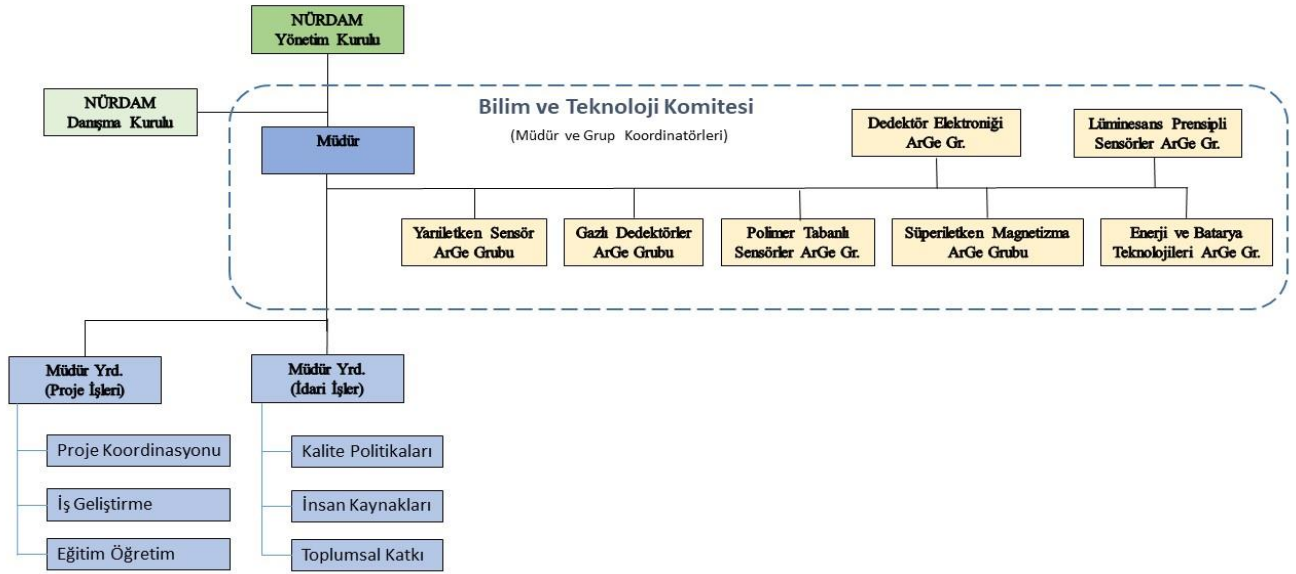 NÜRDAM
Yönetim Kurulu
NÜRDAM
Danışma Kurulu
Bilim ve Teknoloji Komitesi
(Müdür ve Grup Koordinatörleri)
Müdür
Dedektör Elektroniği
ArGe Gr.
Lüminesans Prensipli
Sensörler ArGe Gr.
Yarıiletken Sensör
ArGe Grubu
Gazlı Dedektörler
ArGe Grubu
Polimer Tabanlı
Sensörler ArGe Gr.
Süperiletken Magnetizma
ArGe Grubu
Enerji ve Batarya
Teknolojileri ArGe Gr.
Müdür Yrd.
(Proje İşleri)
Proje Koordinasyonu
İş Geliştirme
Eğitim Öğretim
Müdür Yrd.
(İdari İşler)
Kalite Politikaları
İnsan Kaynakları
Toplumsal Katkı